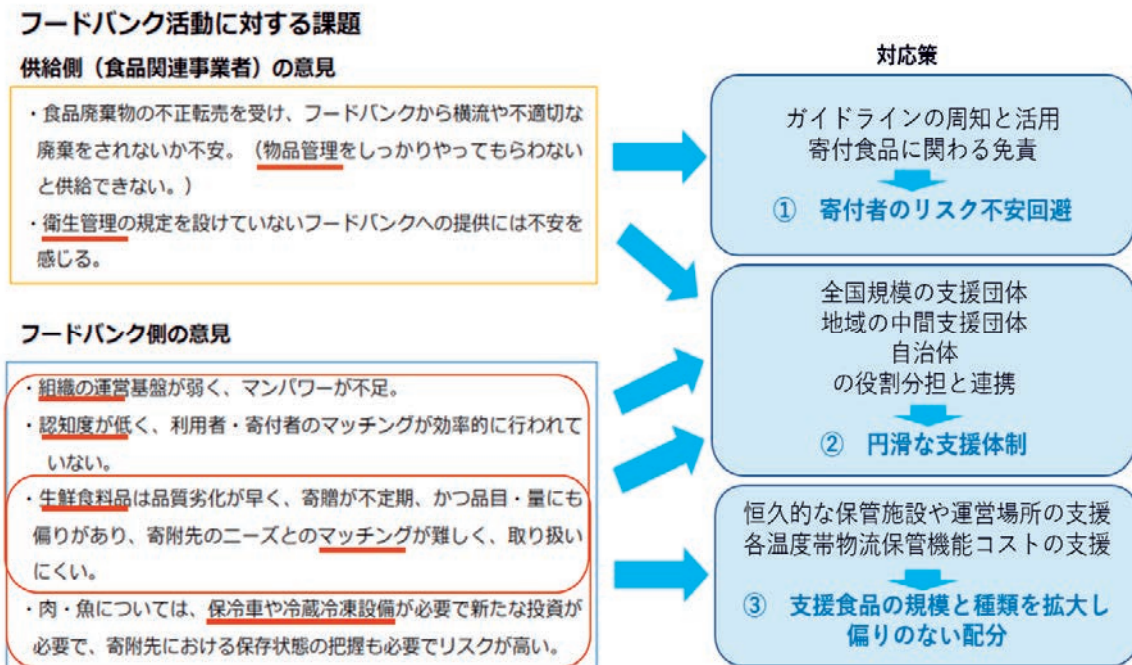 フードバンク活動に対する課題
供給側（食品関連事業者）の意見
・食品廃棄物の不正転売を受け、フードバンクから横流や不適切な
廃棄をされないか不安。（物品管理をしっかりやってもらわない
と供給できない。）
・衛生管理の規定を設けていないフードバンクへの提供には不安を
感じる。
フードバンク側の意見
・組織の運営基盤が弱く、マンパワーが不足。
・認知度が低く、利用者・寄付者のマッチングが効率的に行われて
いない。
・生鮮食料品は品質劣化が早く、寄贈が不定期、かつ品目・量にも
偏りがあり、寄附先のニーズとのマッチングが難しく、取り扱い
にくい。
・肉・魚については、保冷車や冷蔵冷凍設備が必要で新たな投資が
必要で、寄附先における保存状態の把握も必要でリスクが高い。
対応策
ガイドラインの周知と活用
寄付食品に関わる免責
① 寄付者のリスク不安回避
全国規模の支援団体
地域の中間支援団体
自治体
の役割分担と連携
② 円滑な支援体制
恒久的な保管施設や運営場所の支援
各温度帯物流保管機能コストの支援
③ 支援食品の規模と種類を拡大し
偏りのない配分